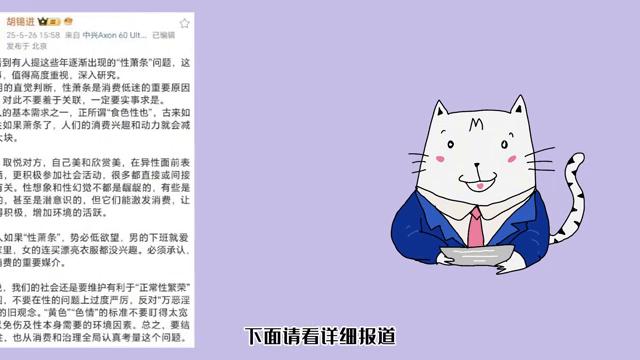 胡锡进
25-5-26 15:58 来自 中兴Axon 60 Ult... 已编辑
发布于 北京
到有人提这些年逐渐出现的“性萧条”问题，这
，值得高度重视，深入研究。
的直觉判断，性萧条是消费低迷的重要原因
对此不要羞于关联，一定要实事求是。
的基本需求之一，正所谓“食色性也”，古来如
如果萧条了，人们的消费兴趣和动力就会减
大块。
取悦对方，自己美和欣赏美，在异性面前表
，更积极参加社会活动，很多都直接或间接
有关。性想象和性幻觉不都是龌龊的，有些是
的，甚至是潜意识的，但它们能激发消费，让
积极，增加环境的活跃。
如果“性萧条”，势必低欲望，男的下班就爱
家里，女的连买漂亮衣服都没兴趣。必须承认，
消费的重要媒介。
，我们的社会还是要维护有利于“正常性繁荣”
，不要在性的问题上过度严厉，反对“万恶淫
的旧观念。“黄色”“色情”的标准不要盯得太宽
免伤及性本身需要的环境因素。总之，要结
性，也从消费和治理全局认真考量这个问题。
下面请看详细报道